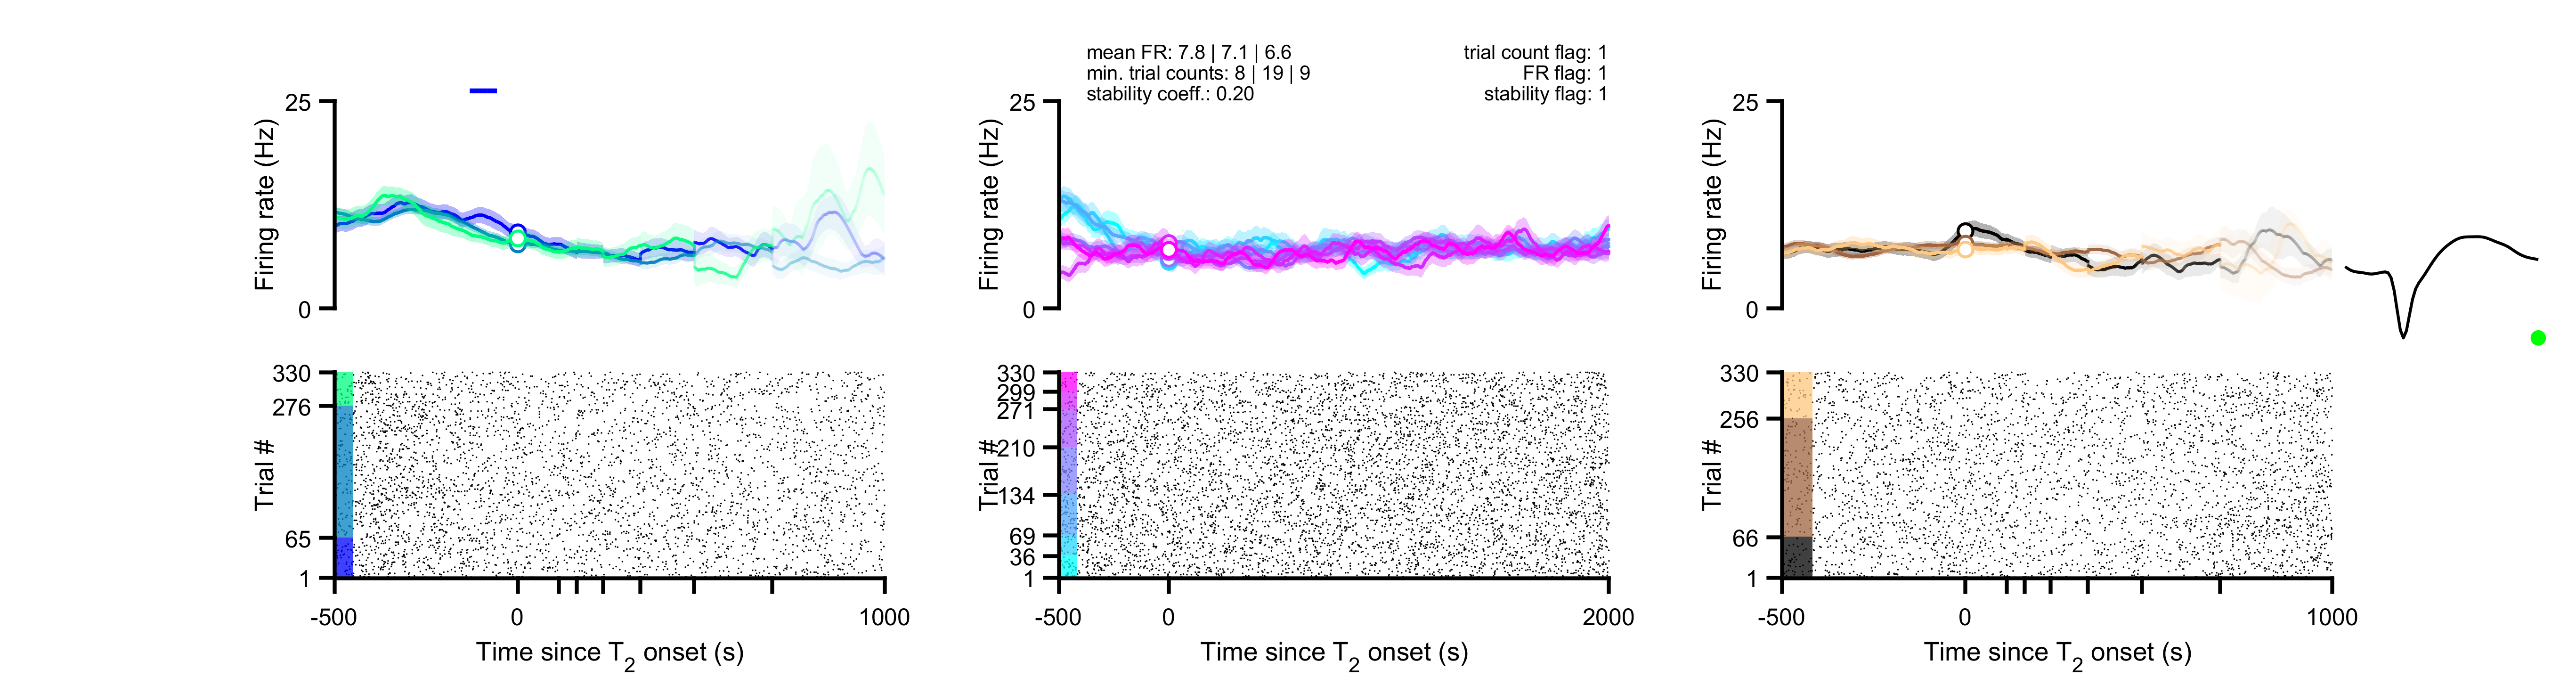 mean FR: 7.8 | 7.1 | 6.6
min. trial counts: 8 | 19 | 9
stability coeff.: 0.20
trial count flag: 1
FR flag: 1
stability flag: 1
25
0
Firing rate (Hz)
25
0
Firing rate (Hz)
25
0
Firing rate (Hz)
330
276
65
1
Trial #
-500
0
1000
Time since T2 onset (s)
330
299
271
210
134
69
36
1
Trial #
-500
0
2000
Time since T2 onset (s)
330
256
66
1
Trial #
-500
0
1000
Time since T2 onset (s)